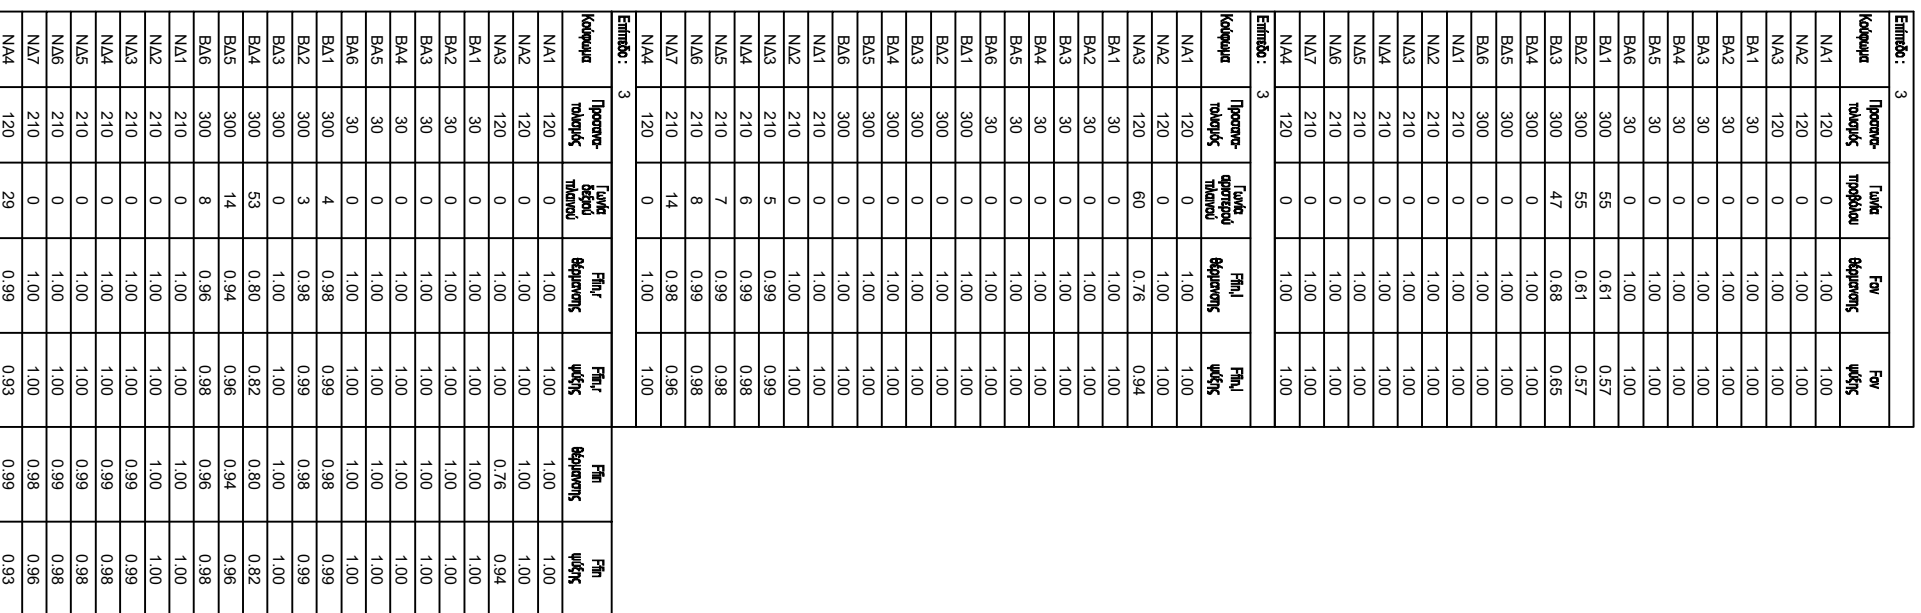 Επίπεδο : 3
Κούφωμα Προσανα- Γωνία Fov Fov
τολισμός προβόλου θέρμανσης ψύξης
ΝΑ1 120 0 1.00 1.00
ΝΑ2 120 0 1.00 1.00
ΝΑ3 120 0 1.00 1.00
ΒΑ1 30 0 1.00 1.00
ΒΑ2 30 0 1.00 1.00
ΒΑ3 30 0 1.00 1.00
ΒΑ4 30 0 1.00 1.00
ΒΑ5 30 0 1.00 1.00
ΒΑ6 30 0 1.00 1.00
ΒΔ1 300 55 0.61 0.57
ΒΔ2 300 55 0.61 0.57
ΒΔ3 300 47 0.68 0.65
ΒΔ4 300 0 1.00 1.00
ΒΔ5 300 0 1.00 1.00
ΒΔ6 300 0 1.00 1.00
ΝΔ1 210 0 1.00 1.00
ΝΔ2 210 0 1.00 1.00
ΝΔ3 210 0 1.00 1.00
ΝΔ4 210 0 1.00 1.00
ΝΔ5 210 0 1.00 1.00
ΝΔ6 210 0 1.00 1.00
ΝΔ7 210 0 1.00 1.00
ΝΑ4 120 0 1.00 1.00
Επίπεδο : 3
Κούφωμα Προσανα- Γωνία Ffin,l Ffin,l
τολισμός αριστερού πλαινού θέρμανσης ψύξης
ΝΑ1 120 0 1.00 1.00
ΝΑ2 120 0 1.00 1.00
ΝΑ3 120 60 0.76 0.94
ΒΑ1 30 0 1.00 1.00
ΒΑ2 30 0 1.00 1.00
ΒΑ3 30 0 1.00 1.00
ΒΑ4 30 0 1.00 1.00
ΒΑ5 30 0 1.00 1.00
ΒΑ6 30 0 1.00 1.00
ΒΔ1 300 0 1.00 1.00
ΒΔ2 300 0 1.00 1.00
ΒΔ3 300 0 1.00 1.00
ΒΔ4 300 0 1.00 1.00
ΒΔ5 300 0 1.00 1.00
ΒΔ6 300 0 1.00 1.00
ΝΔ1 210 0 1.00 1.00
ΝΔ2 210 0 1.00 1.00
ΝΔ3 210 5 0.99 0.99
ΝΔ4 210 6 0.99 0.98
ΝΔ5 210 7 0.99 0.98
ΝΔ6 210 8 0.99 0.98
ΝΔ7 210 14 0.98 0.96
ΝΑ4 120 0 1.00 1.00
Επίπεδο : 3
Κούφωμα Προσανα- Γωνία Ffin,r Ffin,r Ffin Ffin
τολισμός δεξιού πλαινού θέρμανσης ψύξης θέρμανσης ψύξης
ΝΑ1 120 0 1.00 1.00 1.00 1.00
ΝΑ2 120 0 1.00 1.00 1.00 1.00
ΝΑ3 120 0 1.00 1.00 0.76 0.94
ΒΑ1 30 0 1.00 1.00 1.00 1.00
ΒΑ2 30 0 1.00 1.00 1.00 1.00
ΒΑ3 30 0 1.00 1.00 1.00 1.00
ΒΑ4 30 0 1.00 1.00 1.00 1.00
ΒΑ5 30 0 1.00 1.00 1.00 1.00
ΒΑ6 30 0 1.00 1.00 1.00 1.00
ΒΔ1 300 4 0.98 0.99 0.98 0.99
ΒΔ2 300 3 0.98 0.99 0.98 0.99
ΒΔ3 300 0 1.00 1.00 1.00 1.00
ΒΔ4 300 53 0.80 0.82 0.80 0.82
ΒΔ5 300 14 0.94 0.96 0.94 0.96
ΒΔ6 300 8 0.96 0.98 0.96 0.98
ΝΔ1 210 0 1.00 1.00 1.00 1.00
ΝΔ2 210 0 1.00 1.00 1.00 1.00
ΝΔ3 210 0 1.00 1.00 0.99 0.99
ΝΔ4 210 0 1.00 1.00 0.99 0.98
ΝΔ5 210 0 1.00 1.00 0.99 0.98
ΝΔ6 210 0 1.00 1.00 0.99 0.98
ΝΔ7 210 0 1.00 1.00 0.98 0.96
ΝΑ4 120 29 0.99 0.93 0.99 0.93